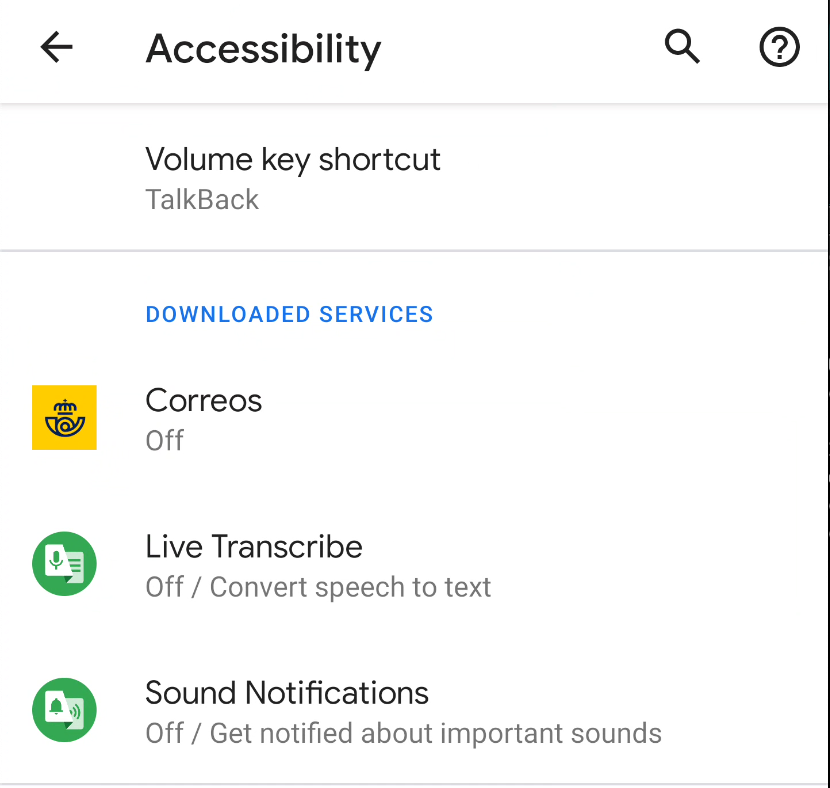 Accessibility
Volume key shortcut
TalkBack
DOWNLOADED SERVICES
Correos
Off
Live Transcribe
Off / Convert speech to text
Sound Notifications
Off / Get notified about important sounds